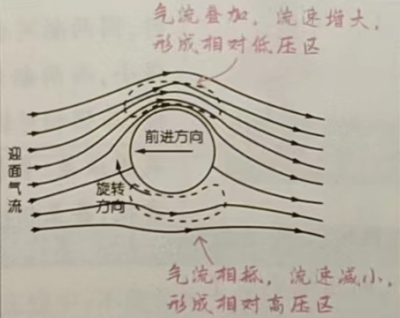 气流叠加，流速增大，
形成相对低压区
前进方向
迎面气流
旋转
方向
气流相抵，流速减小，
形成相对高压区